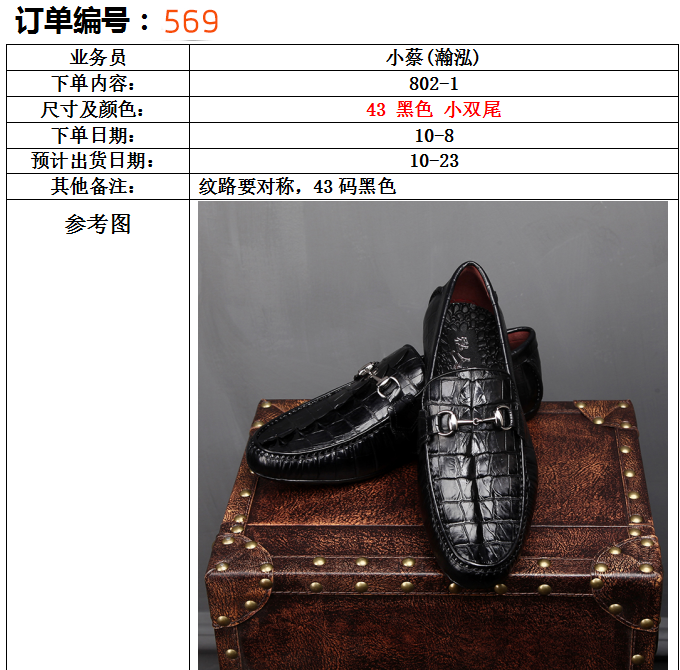 订单编号：569
业务员 小蔡(瀚泓)
下单内容： 802-1
尺寸及颜色： 43 黑色 小双尾
下单日期： 10-8
预计出货日期： 10-23
其他备注： 纹路要对称，43 码黑色
参考图